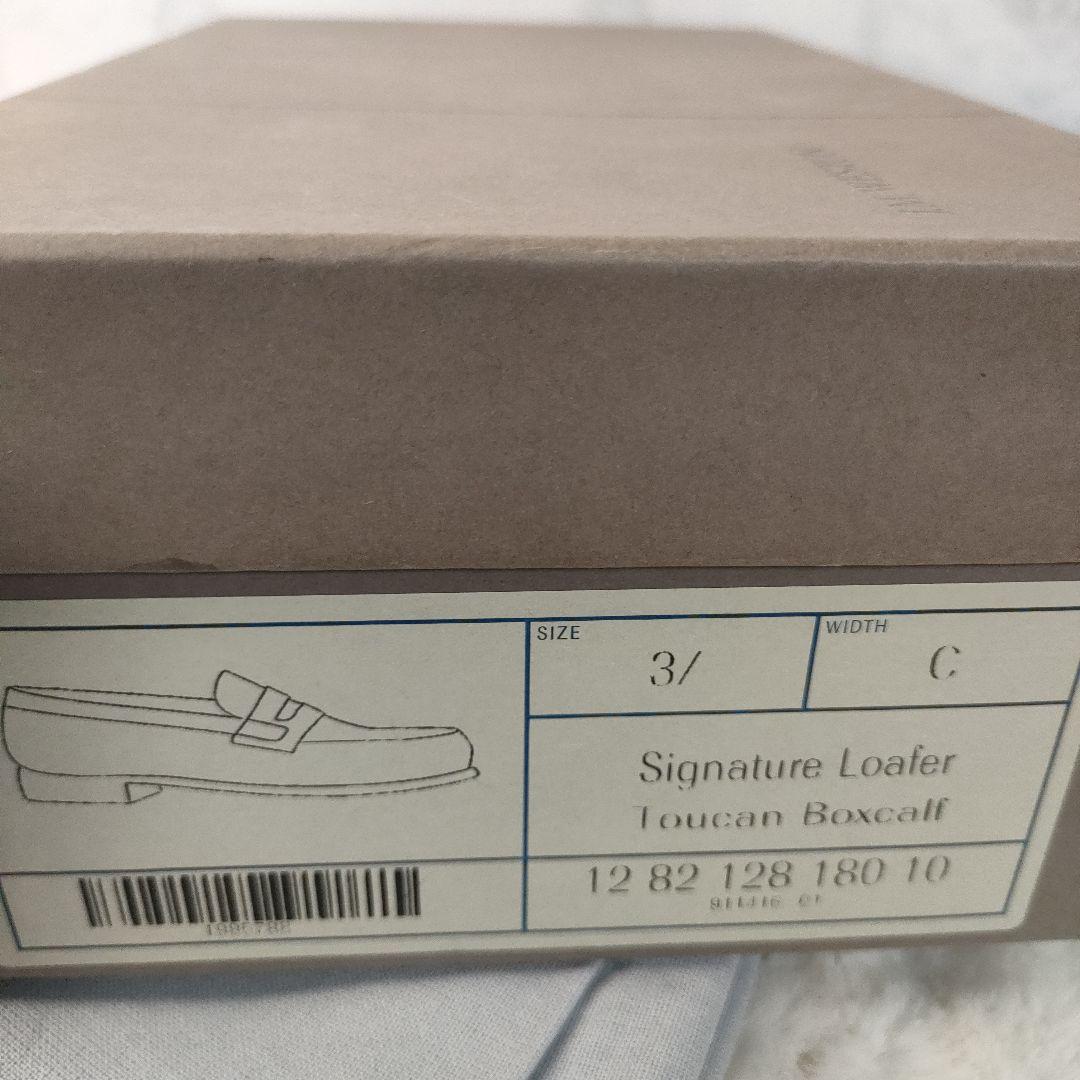 SIZE
3/
WIDTH
C
Signature Loafer
Toucan Boxcalf
12 82 128 180 10